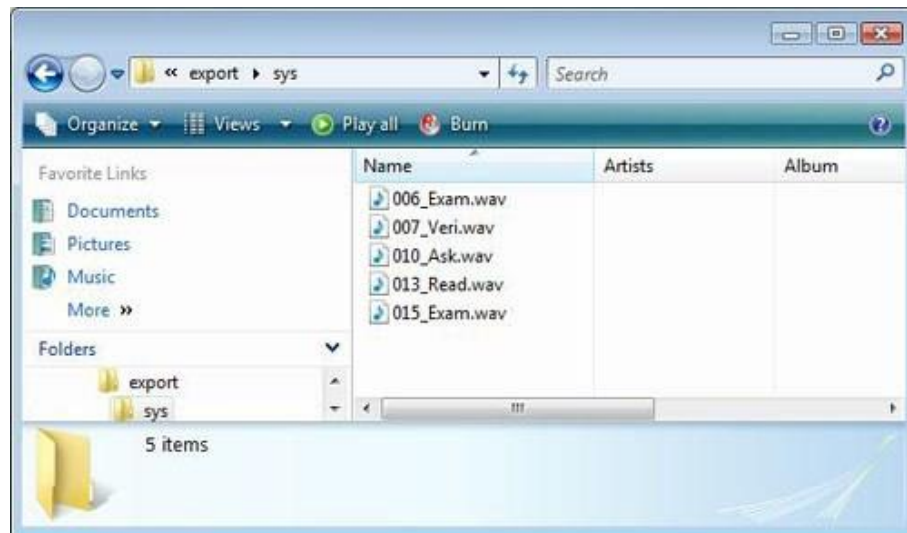 « export ▸ sys
Search
Organize Views Play all Burn
Favorite Links
Documents
Pictures
Music
More »
Folders
export
sys
Name Artists Album
006_Exam.wav
007_Veri.wav
010_Ask.wav
013_Read.wav
015_Exam.wav
5 items